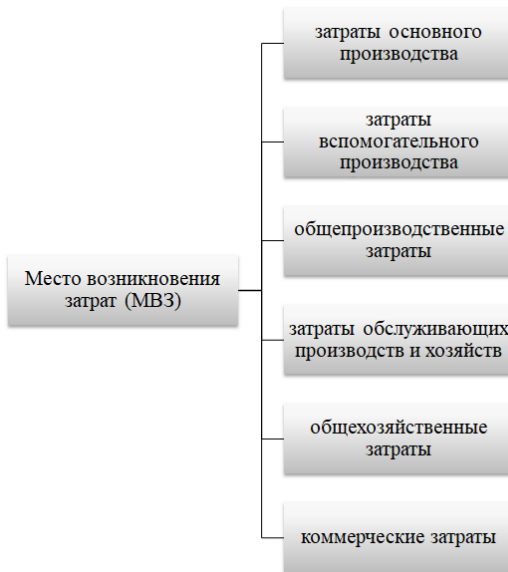 затраты основного
производства
затраты
вспомогательного
производства
общепроизводственные
затраты
Место возникновения
затрат (МВЗ)
затраты обслуживающих
производств и хозяйств
общехозяйственные
затраты
коммерческие затраты